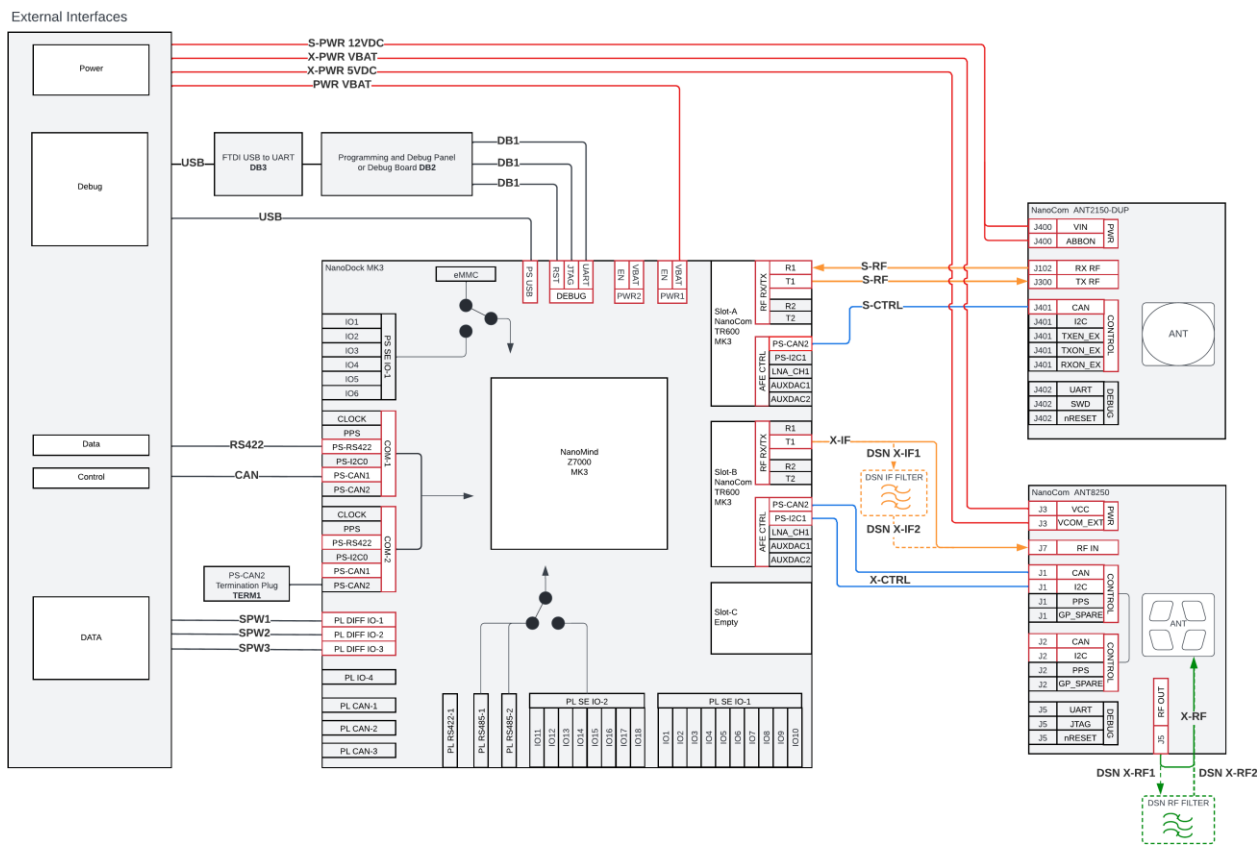 External Interfaces
Power
Debug
Data
Control
DATA
S-PWR 12VDC
X-PWR VBAT
X-PWR 5VDC
PWR VBAT
USB
FTDI USB to UART
DB3
Programming and Debug Panel
or Debug Board DB2
DB1
DB1
DB1
USB
RS422
CAN
PS-CAN2
Termination Plug
TERM1
SPW1
SPW2
SPW3
NanoDock MK3
eMMC
PS USB
RST
JTAG
UART
DEBUG
EN
VBAT
PWR2
EN
VBAT
PWR1
IO1
IO2
IO3
IO4
IO5
IO6
PS SE IO-1
CLOCK
PPS
PS-RS422
PS-I2C0
PS-CAN1
PS-CAN2
COM-1
CLOCK
PPS
PS-RS422
PS-I2C0
PS-CAN1
PS-CAN2
COM-2
PL DIFF IO-1
PL DIFF IO-2
PL DIFF IO-3
PL IO-4
PL CAN-1
PL CAN-2
PL CAN-3
NanoMind
Z7000
MK3
PL RS422-1
PL RS485-1
PL RS485-2
PL SE IO-2
IO11
IO12
IO13
IO14
IO15
IO16
IO17
IO18
PL SE IO-1
IO1
IO2
IO3
IO4
IO5
IO6
IO7
IO8
IO9
IO10
Slot-A
NanoCom
TR600
MK3
RF RX/TX
R1
T1
R2
T2
AFE CTRL
PS-CAN2
PS-I2C1
LNA_CH1
AUXDAC1
AUXDAC2
Slot-B
NanoCom
TR600
MK3
RF RX/TX
R1
T1
R2
T2
AFE CTRL
PS-CAN2
PS-I2C1
LNA_CH1
AUXDAC1
AUXDAC2
Slot-C
Empty
S-RF
S-RF
S-CTRL
X-IF
DSN X-IF1
DSN IF FILTER
DSN X-IF2
X-CTRL
NanoCom ANT2150-DUP
J400 VIN
J400 ABBON
PWR
J102 RX RF
J300 TX RF
J401 CAN
J401 I2C
J401 TXEN_EX
J401 TXON_EX
J401 RXON_EX
CONTROL
J402 UART
J402 SWD
J402 nRESET
DEBUG
ANT
NanoCom ANT8250
J3 VCC
J3 VCOM_EXT
PWR
J7 RF IN
J1 CAN
J1 I2C
J1 PPS
J1 GP_SPARE
CONTROL
J2 CAN
J2 I2C
J2 PPS
J2 GP_SPARE
CONTROL
J5 UART
J5 JTAG
J5 nRESET
DEBUG
ANT
RF OUT
J5
X-RF
DSN X-RF1
DSN X-RF2
DSN RF FILTER